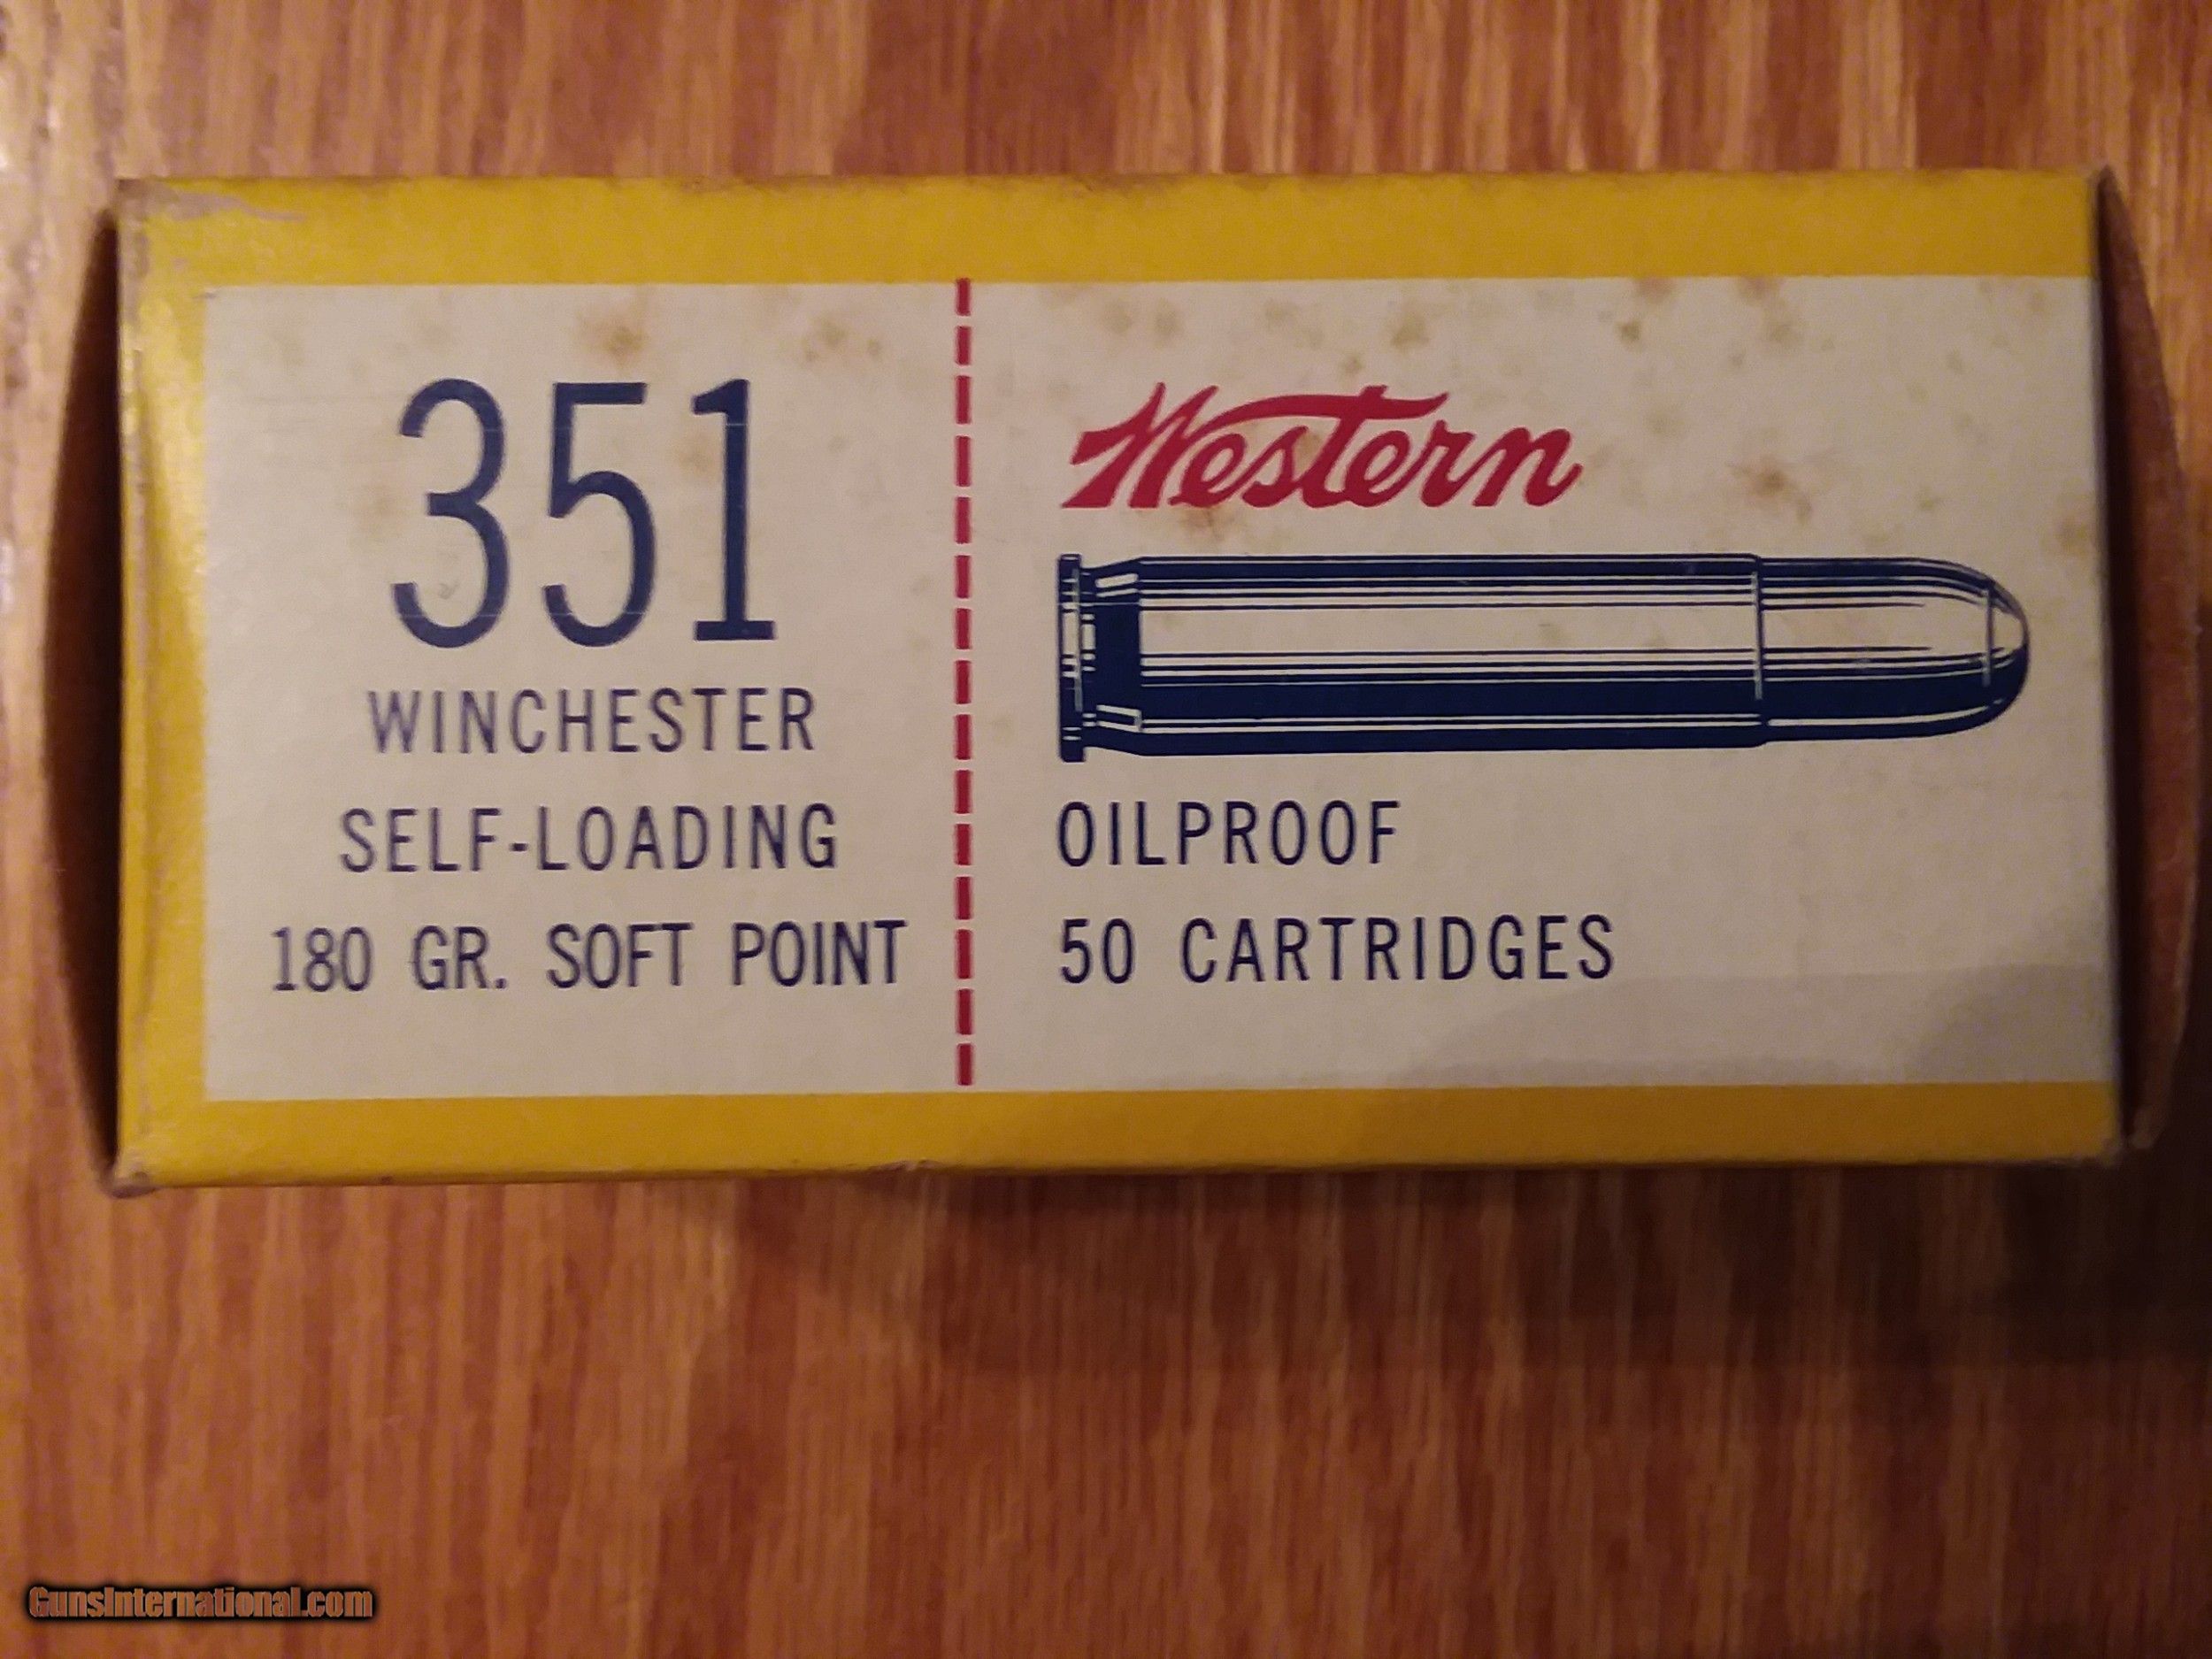 351
WINCHESTER
SELF-LOADING
180 GR. SOFT POINT
Western
OILPROOF
50 CARTRIDGES
GunsInternational.com